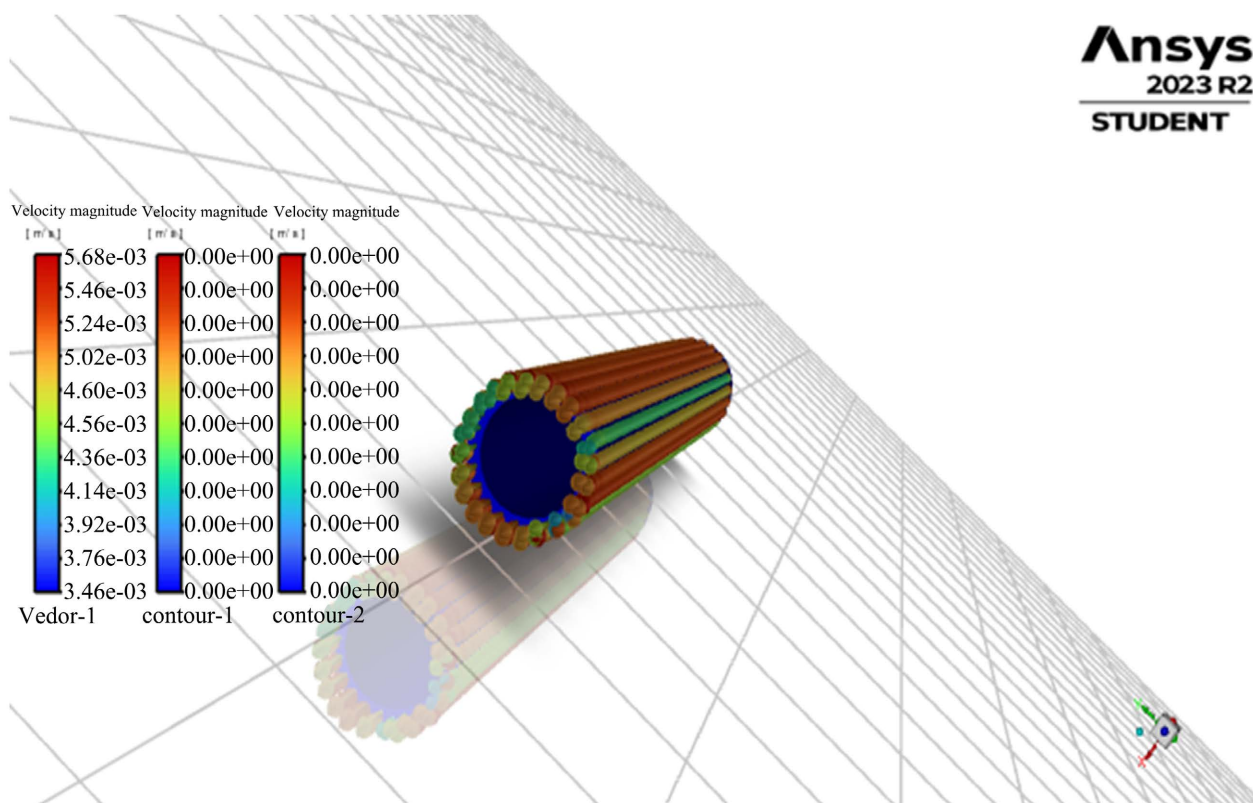 Ansys
2023 R2
STUDENT
Velocity magnitude Velocity magnitude Velocity magnitude
[ m/s ] [ m/s ] [ m/s ]
5.68e-03 0.00e+00 0.00e+00
5.46e-03 0.00e+00 0.00e+00
5.24e-03 0.00e+00 0.00e+00
5.02e-03 0.00e+00 0.00e+00
4.60e-03 0.00e+00 0.00e+00
4.56e-03 0.00e+00 0.00e+00
4.36e-03 0.00e+00 0.00e+00
4.14e-03 0.00e+00 0.00e+00
3.92e-03 0.00e+00 0.00e+00
3.76e-03 0.00e+00 0.00e+00
3.46e-03 0.00e+00 0.00e+00
Vedor-1 contour-1 contour-2
X